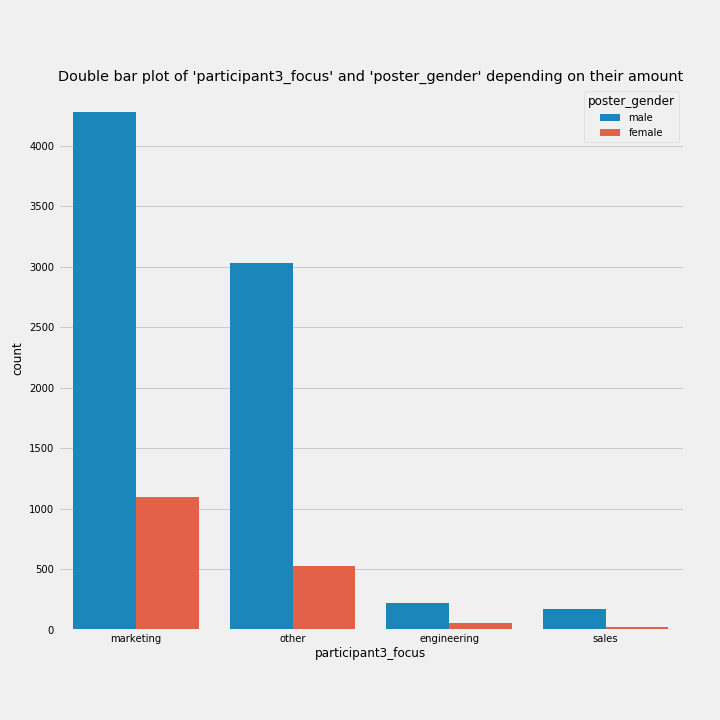 Double bar plot of 'participant3_focus' and 'poster_gender' depending on their amount
poster_gender
male
female
4000
3500
3000
2500
2000
1500
1000
500
0
count
marketing other engineering sales
participant3_focus